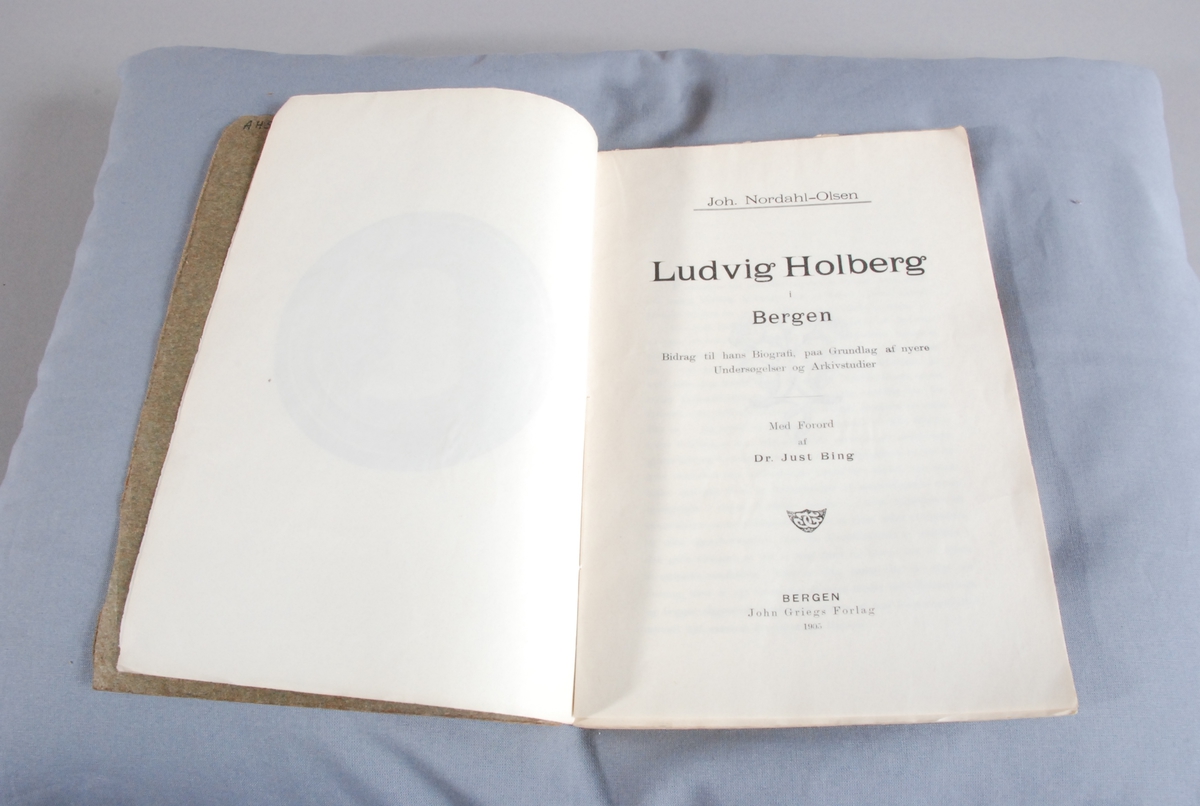 Joh. Nordahl-Olsen
Ludvig Holberg
i
Bergen
Bidrag til hans Biografi, paa Grundlag af nyere
Undersøgelser og Arkivstudier
Med Forord
af
Dr. Just Bing
BERGEN
John Griegs Forlag
1905